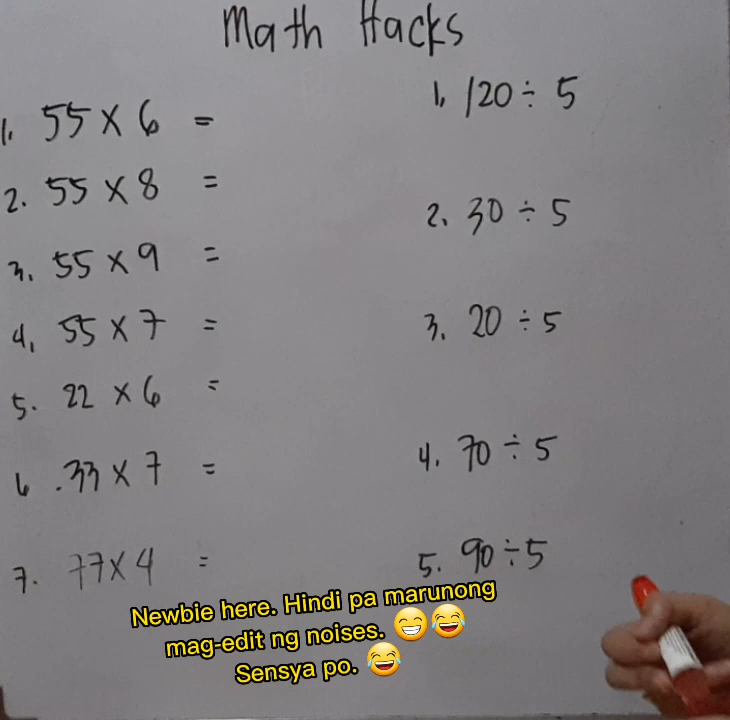 Math Hacks
1. 55 × 6 =
2. 55 × 8 =
3. 55 × 9 =
4. 55 × 7 =
5. 22 × 6 =
6. 33 × 7 =
7. 77 × 4 =
1. 120 ÷ 5
2. 30 ÷ 5
3. 20 ÷ 5
4. 70 ÷ 5
5. 90 ÷ 5
Newbie here. Hindi pa marunong
mag-edit ng noises. 😁😂
Sensya po. 😂